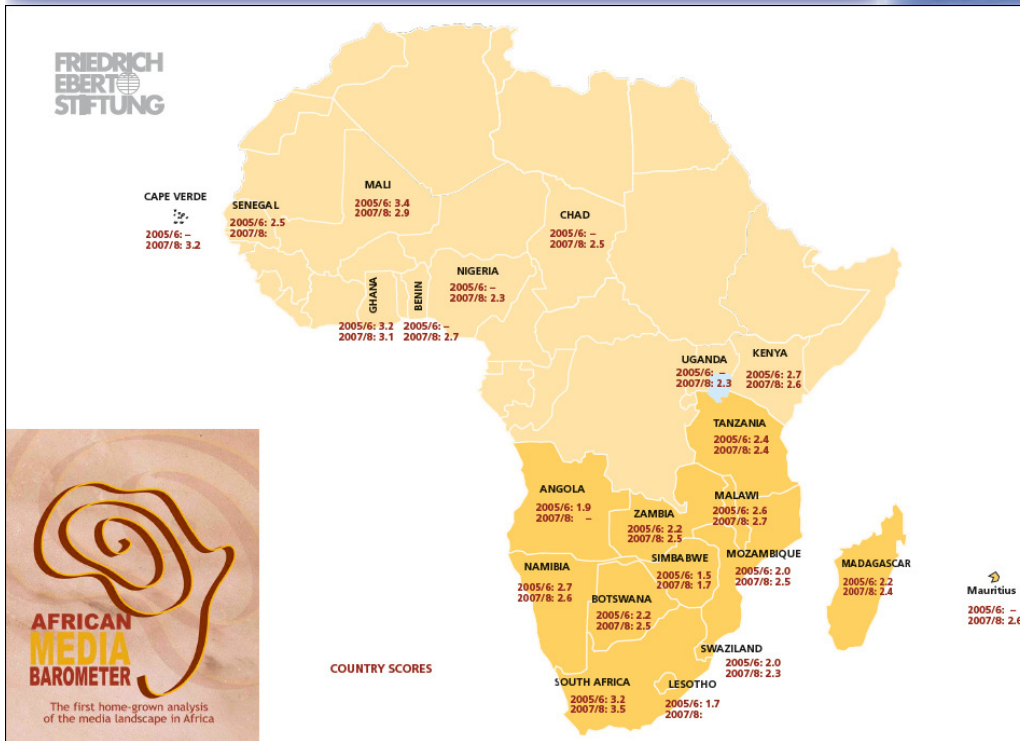 FRIEDRICH
EBERT
STIFTUNG
CAPE VERDE
2005/6: –
2007/8: 3.2
SENEGAL
2005/6: 2.5
2007/8:
MALI
2005/6: 3.4
2007/8: 2.9
CHAD
2005/6: –
2007/8: 2.5
NIGERIA
2005/6: –
2007/8: 2.3
GHANA
2005/6: 3.2
2007/8: 3.1
BENIN
2005/6: –
2007/8: 2.7
UGANDA
2005/6: –
2007/8: 2.3
KENYA
2005/6: 2.7
2007/8: 2.6
TANZANIA
2005/6: 2.4
2007/8: 2.4
ANGOLA
2005/6: 1.9
2007/8: –
ZAMBIA
2005/6: 2.2
2007/8: 2.5
MALAWI
2005/6: 2.6
2007/8: 2.7
MOZAMBIQUE
2005/6: 2.0
2007/8: 2.5
SIMBABWE
2005/6: 1.5
2007/8: 1.7
MADAGASCAR
2005/6: 2.2
2007/8: 2.4
Mauritius
2005/6: –
2007/8: 2.6
NAMIBIA
2005/6: 2.7
2007/8: 2.6
BOTSWANA
2005/6: 2.2
2007/8: 2.5
SWAZILAND
2005/6: 2.0
2007/8: 2.3
SOUTH AFRICA
2005/6: 3.2
2007/8: 3.5
LESOTHO
2005/6: 1.7
2007/8:
COUNTRY SCORES
AFRICAN
MEDIA
BAROMETER
The first home-grown analysis
of the media landscape in Africa